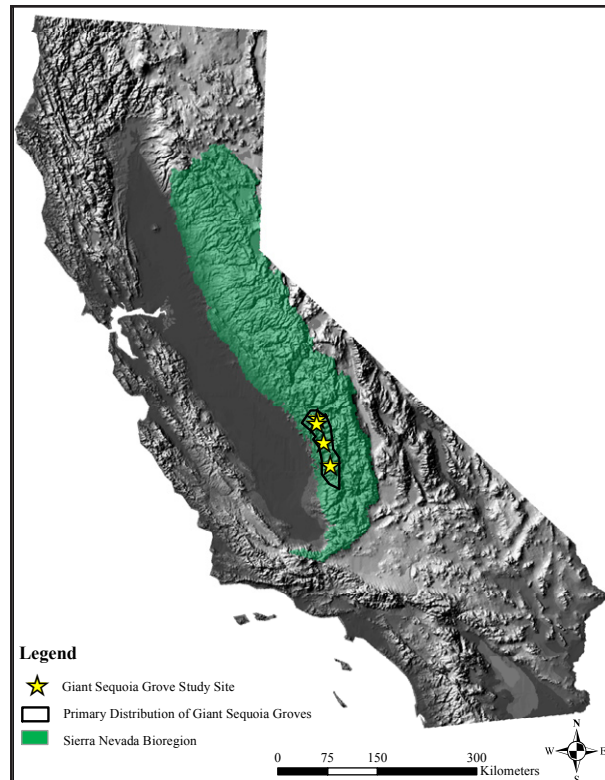 Legend
Giant Sequoia Grove Study Site
Primary Distribution of Giant Sequoia Groves
Sierra Nevada Bioregion
0 75 150 300
Kilometers
N
W E
S